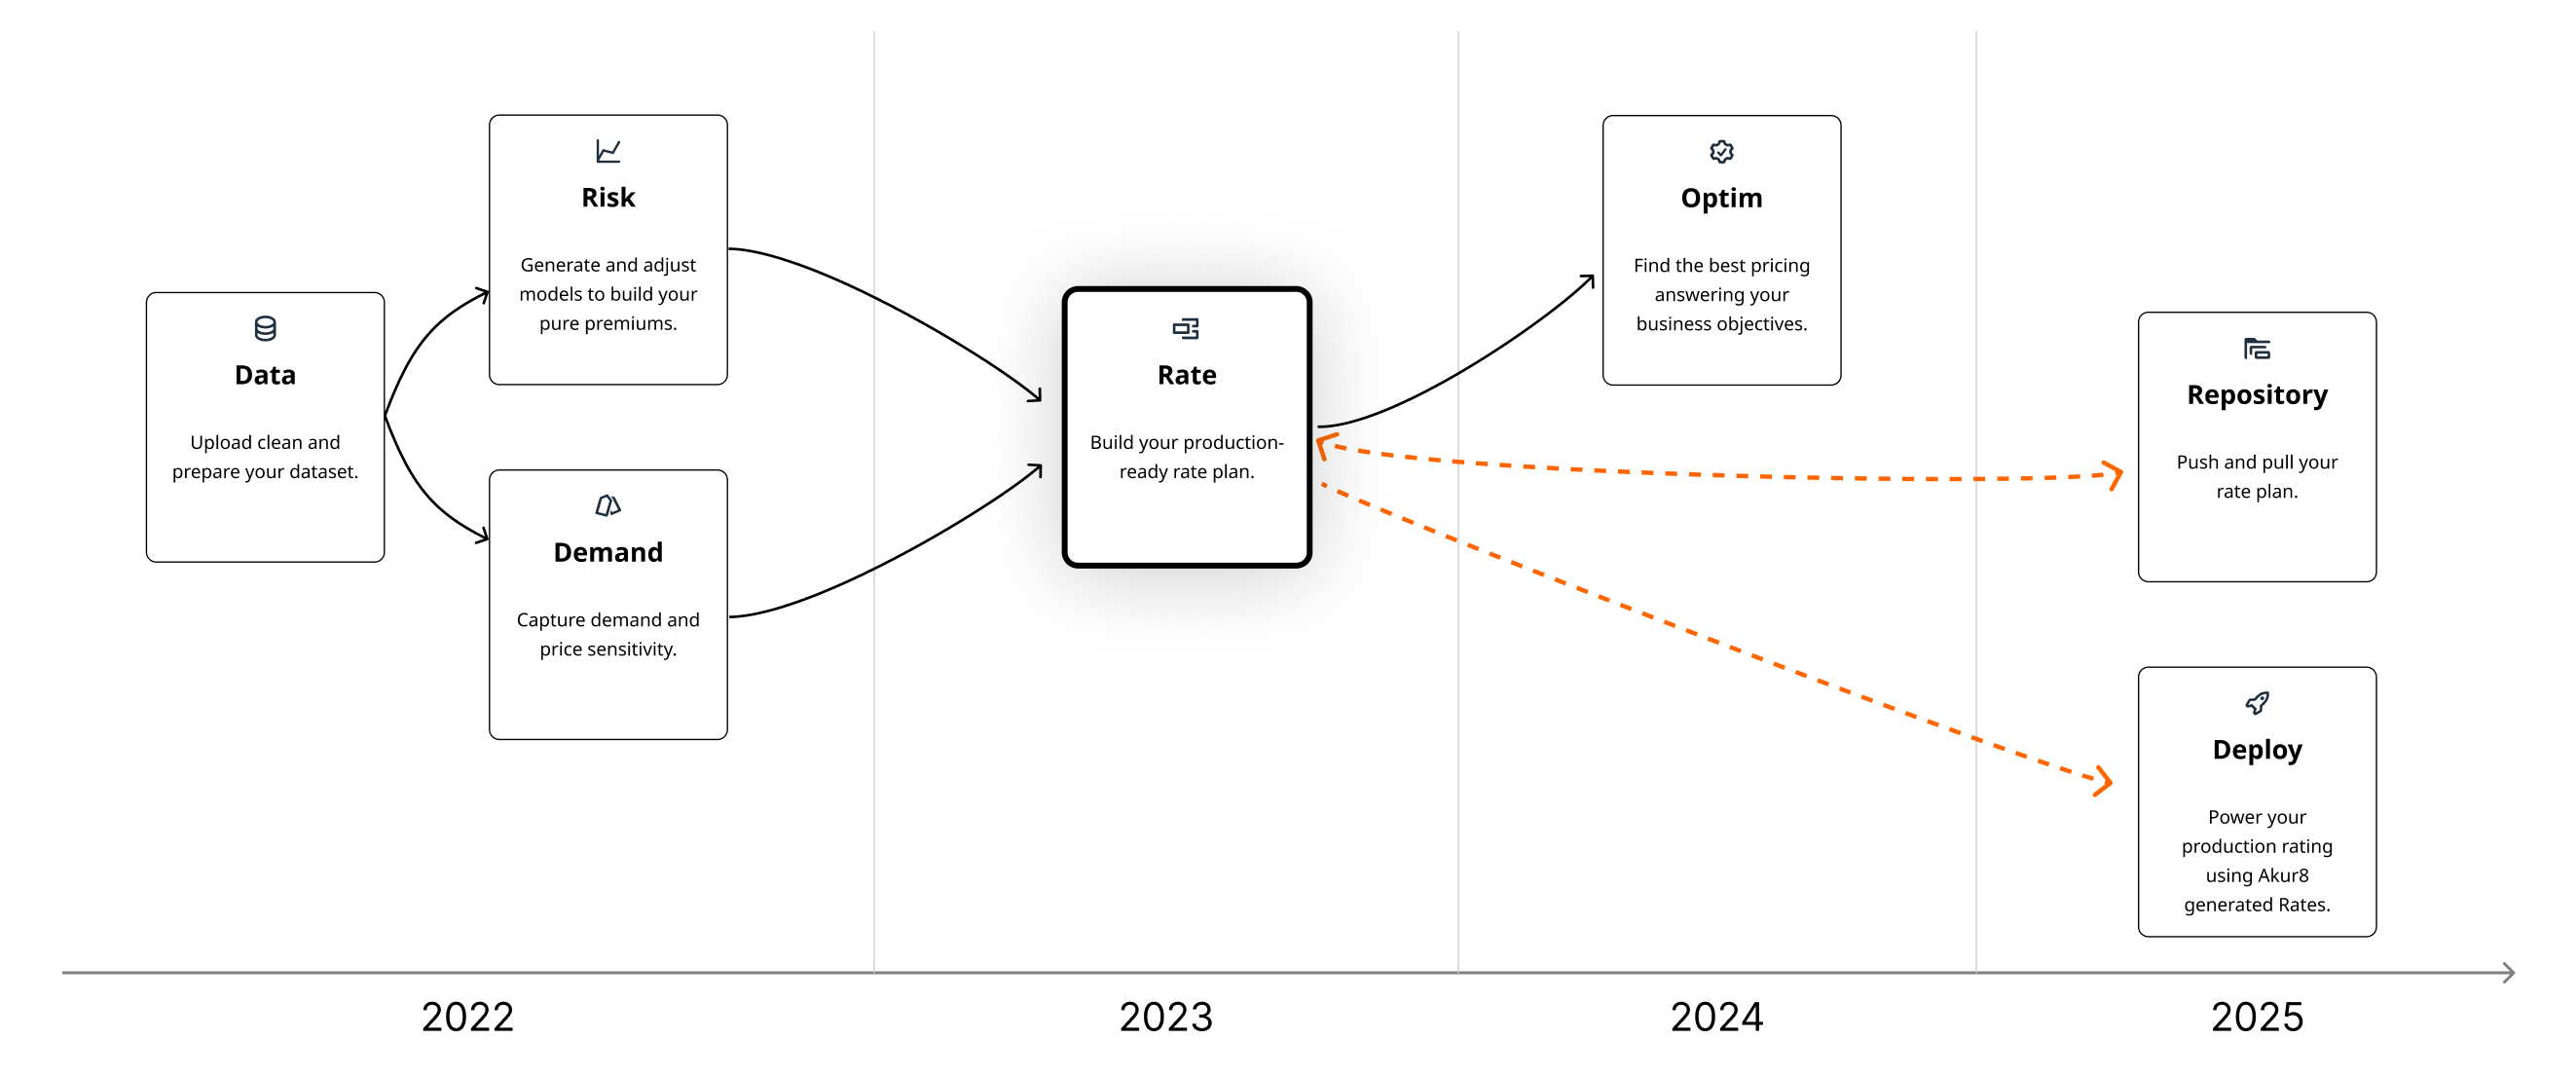 Data
Upload clean and
prepare your dataset.
Risk
Generate and adjust
models to build your
pure premiums.
Demand
Capture demand and
price sensitivity.
Rate
Build your production-
ready rate plan.
Optim
Find the best pricing
answering your
business objectives.
Repository
Push and pull your
rate plan.
Deploy
Power your
production rating
using Akur8
generated Rates.
2022
2023
2024
2025